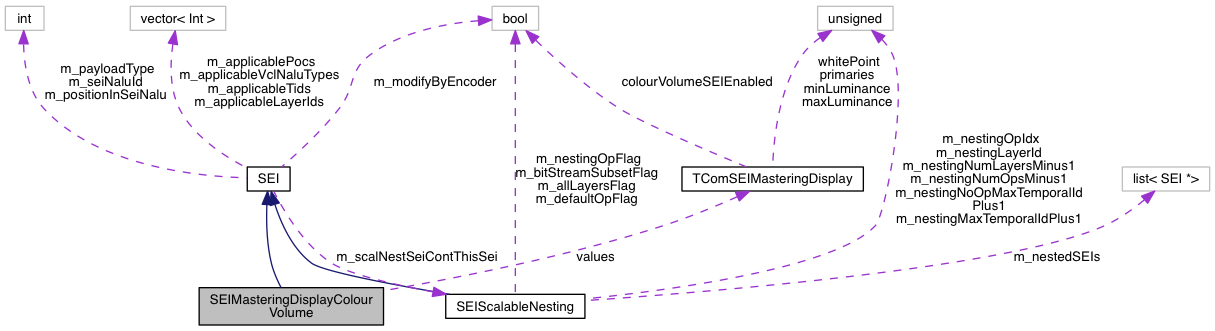 int
vector< Int >
bool
unsigned
m_payloadType
m_seiNaluId
m_positionInSeiNalu
m_applicablePocs
m_applicableVclNaluTypes
m_applicableTids
m_applicableLayerIds
m_modifyByEncoder
colourVolumeSEIEnabled
whitePoint
primaries
minLuminance
maxLuminance
SEI
m_nestingOpFlag
m_bitStreamSubsetFlag
m_allLayersFlag
m_defaultOpFlag
TComSEIMasteringDisplay
m_nestingOpIdx
m_nestingLayerId
m_nestingNumLayersMinus1
m_nestingNumOpsMinus1
m_nestingNoOpMaxTemporalId
Plus1
m_nestingMaxTemporalIdPlus1
list< SEI *>
m_scalNestSeiContThisSei
values
m_nestedSEIs
SEIMasteringDisplayColour
Volume
SEIScalableNesting